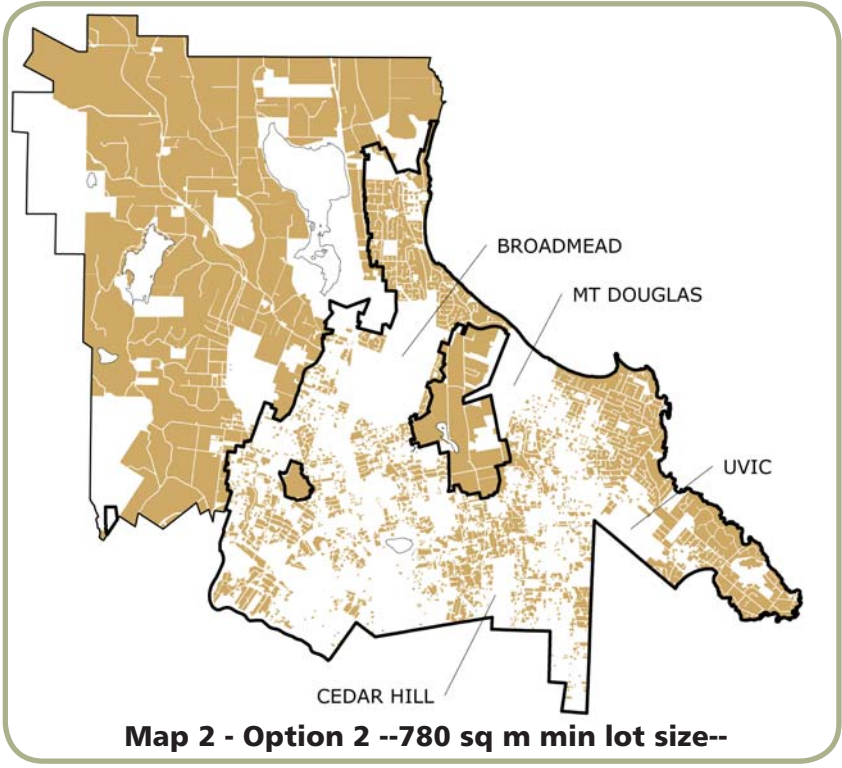 BROADMEAD
MT DOUGLAS
UVIC
CEDAR HILL
Map 2 - Option 2 --780 sq m min lot size--